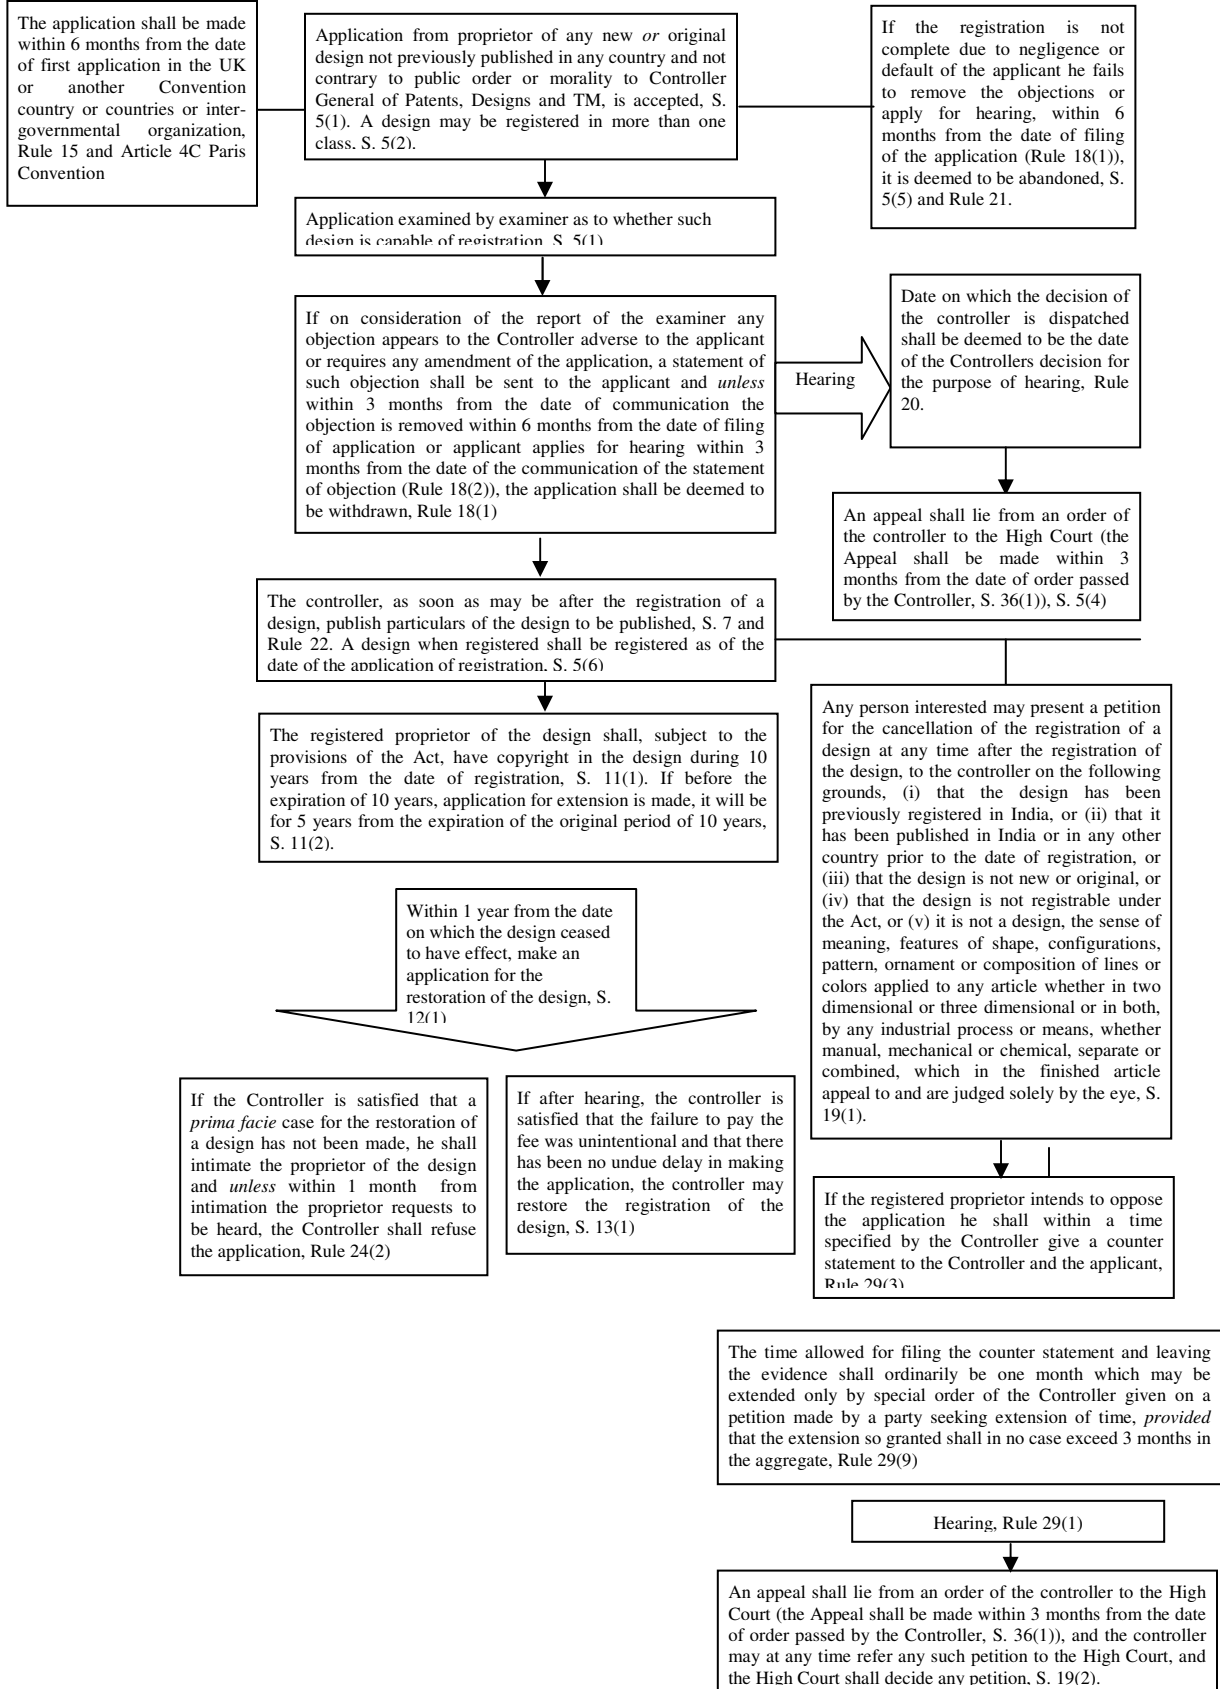 The application shall be made
within 6 months from the date
of first application in the UK
or another Convention
country or countries or inter-
governmental organization,
Rule 15 and Article 4C Paris
Convention
Application from proprietor of any new or original
design not previously published in any country and not
contrary to public order or morality to Controller
General of Patents, Designs and TM, is accepted, S.
5(1). A design may be registered in more than one
class. S. 5(2).
If the registration is not
complete due to negligence or
default of the applicant he fails
to remove the objections or
apply for hearing, within 6
months from the date of filing
of the application (Rule 18(1)),
it is deemed to be abandoned, S.
5(5) and Rule 21.
Application examined by examiner as to whether such
design is capable of registration, S. 5(1)
If on consideration of the report of the examiner any
objection appears to the Controller adverse to the applicant
or requires any amendment of the application, a statement of
such objection shall be sent to the applicant and unless
within 3 months from the date of communication the
objection is removed within 6 months from the date of filing
of application or applicant applies for hearing within 3
months from the date of the communication of the statement
of objection (Rule 18(2)), the application shall be deemed to
be withdrawn, Rule 18(1)
Hearing
Date on which the decision of
the controller is dispatched
shall be deemed to be the date
of the Controllers decision for
the purpose of hearing, Rule
20.
An appeal shall lie from an order of
the controller to the High Court (the
Appeal shall be made within 3
months from the date of order passed
by the Controller, S. 36(1)), S. 5(4)
The controller, as soon as may be after the registration of a
design, publish particulars of the design to be published, S. 7 and
Rule 22. A design when registered shall be registered as of the
date of the application of registration, S. 5(6)
The registered proprietor of the design shall, subject to the
provisions of the Act, have copyright in the design during 10
years from the date of registration, S. 11(1). If before the
expiration of 10 years, application for extension is made, it will be
for 5 years from the expiration of the original period of 10 years,
S. 11(2).
Any person interested may present a petition
for the cancellation of the registration of a
design at any time after the registration of
the design, to the controller on the following
grounds, (i) that the design has been
previously registered in India, or (ii) that it
has been published in India or in any other
country prior to the date of registration, or
(iii) that the design is not new or original, or
(iv) that the design is not registrable under
the Act, or (v) it is not a design, the sense of
meaning, features of shape, configurations,
pattern, ornament or composition of lines or
colors applied to any article whether in two
dimensional or three dimensional or in both,
by any industrial process or means, whether
manual, mechanical or chemical, separate or
combined, which in the finished article
appeal to and are judged solely by the eye, S.
19(1).
Within 1 year from the date
on which the design ceased
to have effect, make an
application for the
restoration of the design, S.
12(1)
If the Controller is satisfied that a
prima facie case for the restoration of
a design has not been made, he shall
intimate the proprietor of the design
and unless within 1 month from
intimation the proprietor requests to
be heard, the Controller shall refuse
the application, Rule 24(2)
If after hearing, the controller is
satisfied that the failure to pay the
fee was unintentional and that there
has been no undue delay in making
the application, the controller may
restore the registration of the
design, S. 13(1)
If the registered proprietor intends to oppose
the application he shall within a time
specified by the Controller give a counter
statement to the Controller and the applicant,
Rule 29(3)
The time allowed for filing the counter statement and leaving
the evidence shall ordinarily be one month which may be
extended only by special order of the Controller given on a
petition made by a party seeking extension of time, provided
that the extension so granted shall in no case exceed 3 months in
the aggregate, Rule 29(9)
Hearing, Rule 29(1)
An appeal shall lie from an order of the controller to the High
Court (the Appeal shall be made within 3 months from the date
of order passed by the Controller, S. 36(1)), and the controller
may at any time refer any such petition to the High Court, and
the High Court shall decide any petition, S. 19(2).